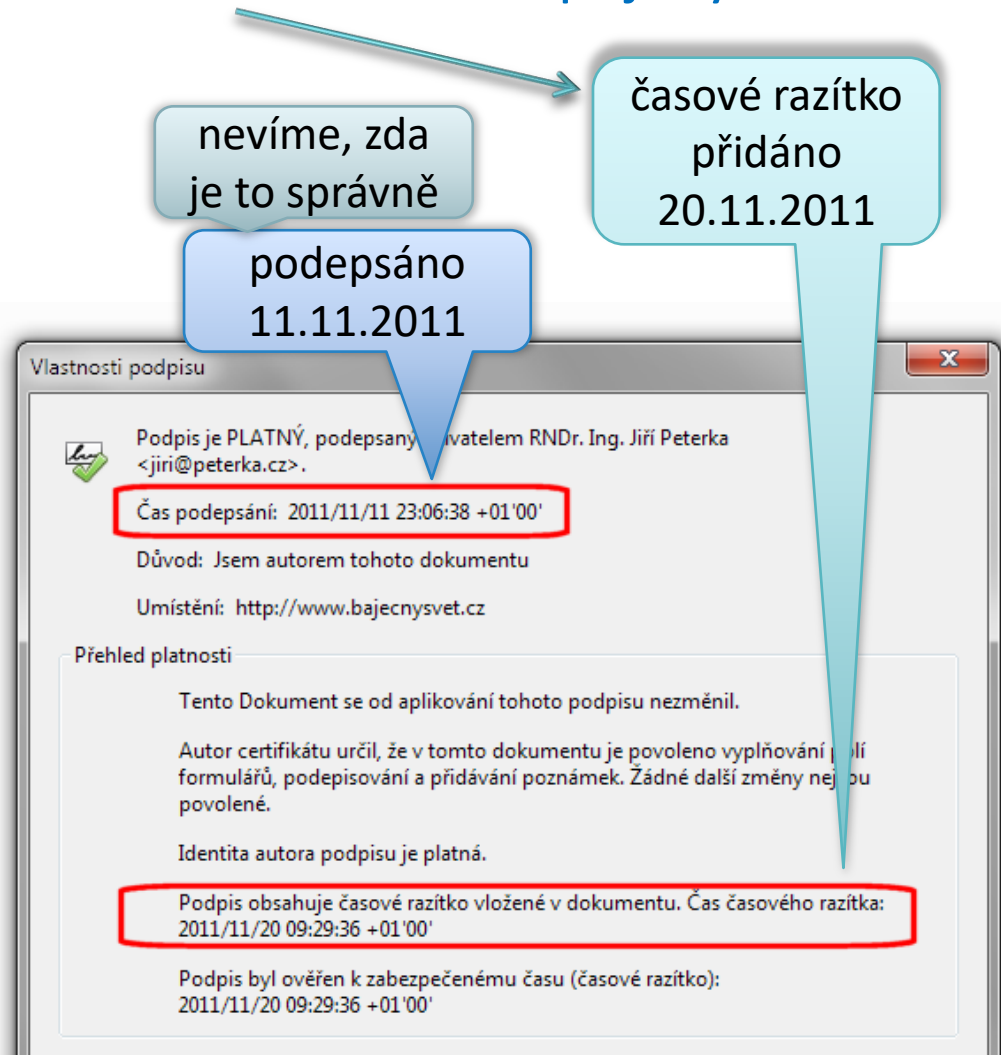 časové razítko
přidáno
20.11.2011
nevíme, zda
je to správně
podepsáno
11.11.2011
Vlastnosti podpisu
Podpis je PLATNÝ, podepsaný RNDr. Ing. Jiří Peterka
<jiri@peterka.cz>.
Čas podepsání: 2011/11/11 23:06:38 +01'00'
Důvod: Jsem autorem tohoto dokumentu
Umístění: http://www.bajecnysvet.cz
Přehled platnosti
Tento Dokument se od aplikování tohoto podpisu nezměnil.
Autor certifikátu určil, že v tomto dokumentu je povoleno vyplňování
formulářů, podepisování a přidávání poznámek. Žádné další změny
povolené.
Identita autora podpisu je platná.
Podpis obsahuje časové razítko vložené v dokumentu. Čas časového razítka:
2011/11/20 09:29:36 +01'00'
Podpis byl ověřen k zabezpečenému času (časové razítko):
2011/11/20 09:29:36 +01'00'